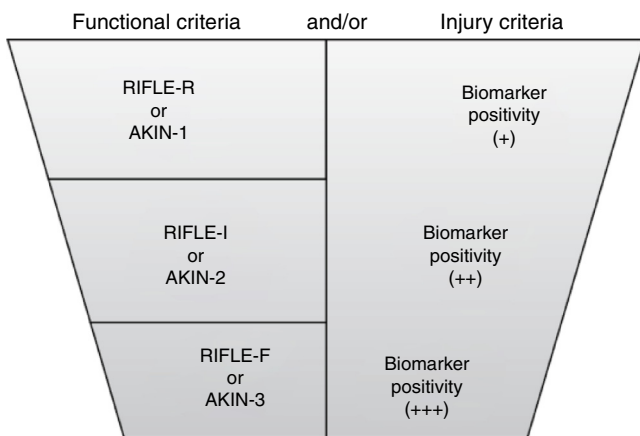 Functional criteria and/or Injury criteria
RIFLE-R
or
AKIN-1
Biomarker
positivity
(+)
RIFLE-I
or
AKIN-2
Biomarker
positivity
(++)
RIFLE-F
or
AKIN-3
Biomarker
positivity
(+++)